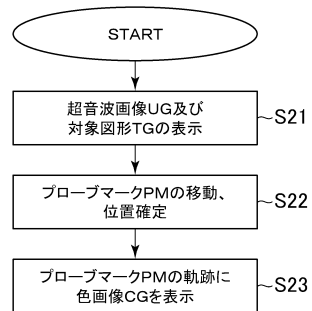 START
超音波画像UG及び
対象図形TGの表示
S21
プローブマークPMの移動、
位置確定
S22
プローブマークPMの軌跡に
色画像CGを表示
S23